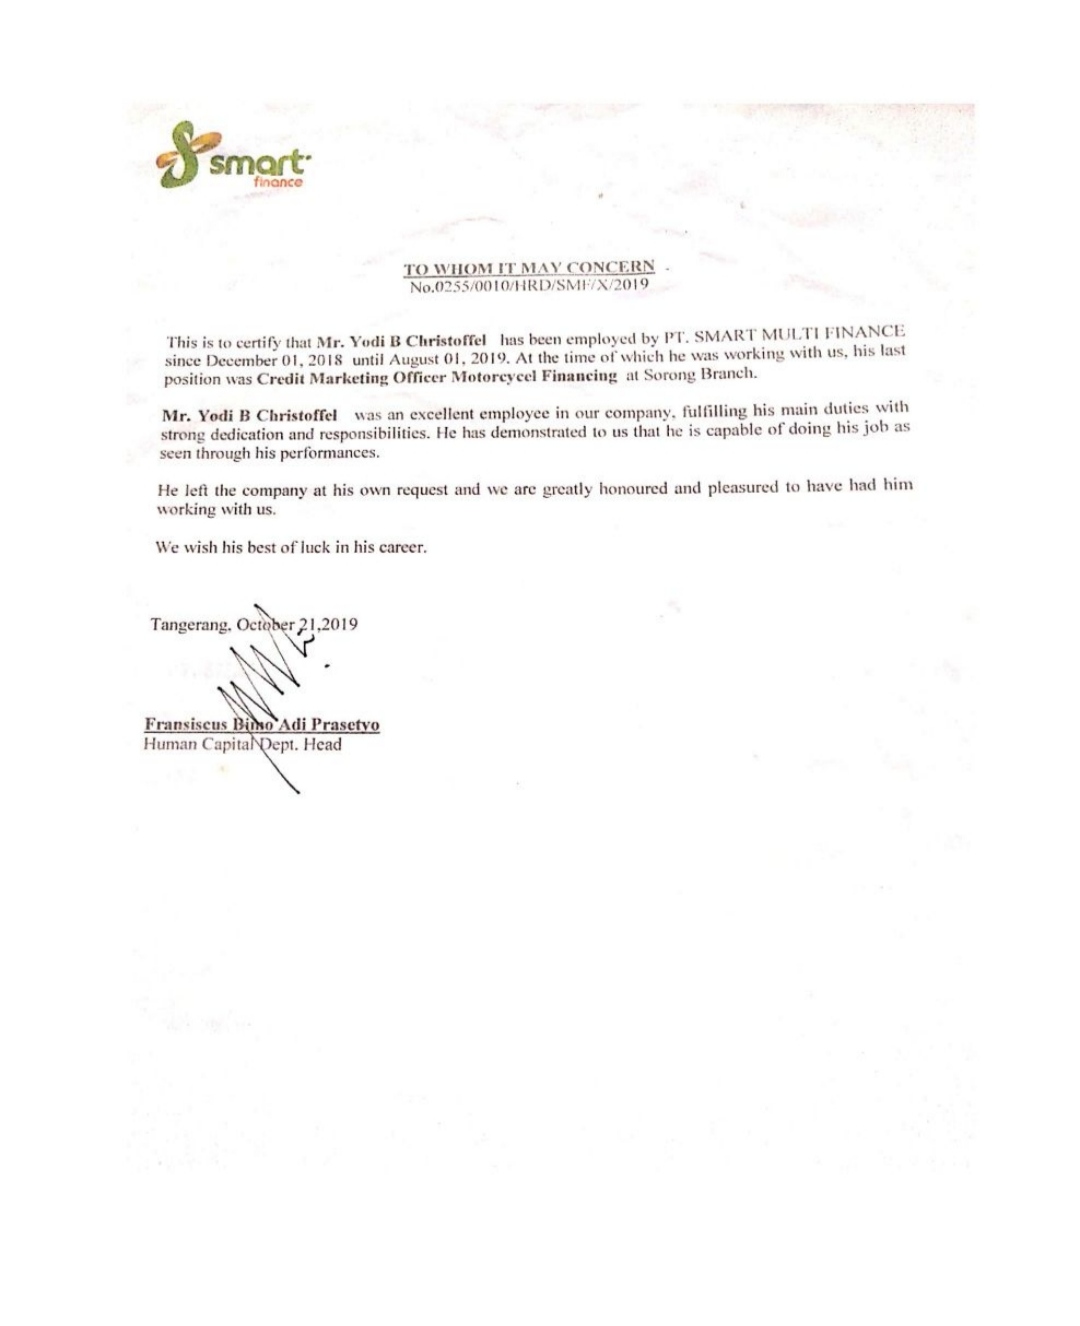 smart
finance
TO WHOM IT MAY CONCERN
No.0255/0010/HRD/SMF/X/2019
This is to certify that Mr. Yodi B Christoffel has been employed by PT. SMART MULTI FINANCE
since December 01, 2018 until August 01, 2019. At the time of which he was working with us, his last
position was Credit Marketing Officer Motorcycel Financing at Sorong Branch.
Mr. Yodi B Christoffel was an excellent employee in our company, fulfilling his main duties with
strong dedication and responsibilities. He has demonstrated to us that he is capable of doing his job as
seen through his performances.
He left the company at his own request and we are greatly honoured and pleasured to have had him
working with us.
We wish his best of luck in his career.
Tangerang, October 21,2019
Fransiscus Bimo Adi Prasetyo
Human Capital Dept. Head